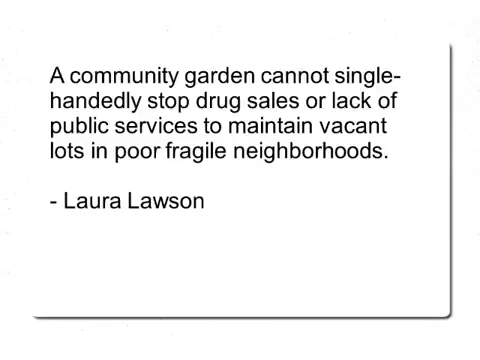 A community garden cannot single-
handedly stop drug sales or lack of
public services to maintain vacant
lots in poor fragile neighborhoods.
- Laura Lawson